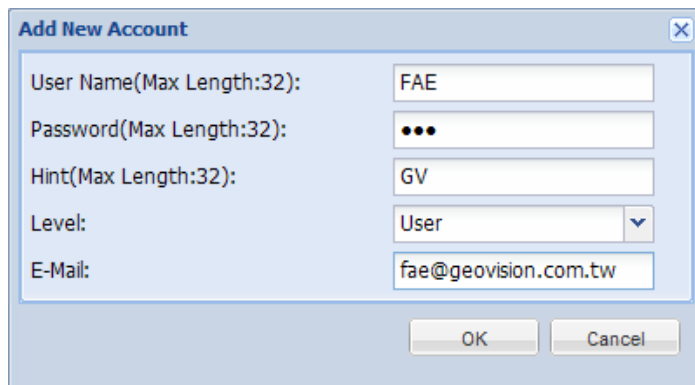 Add New Account
User Name(Max Length:32): FAE
Password(Max Length:32): ●●●
Hint(Max Length:32): GV
Level: User
E-Mail: fae@geovision.com.tw
OK Cancel